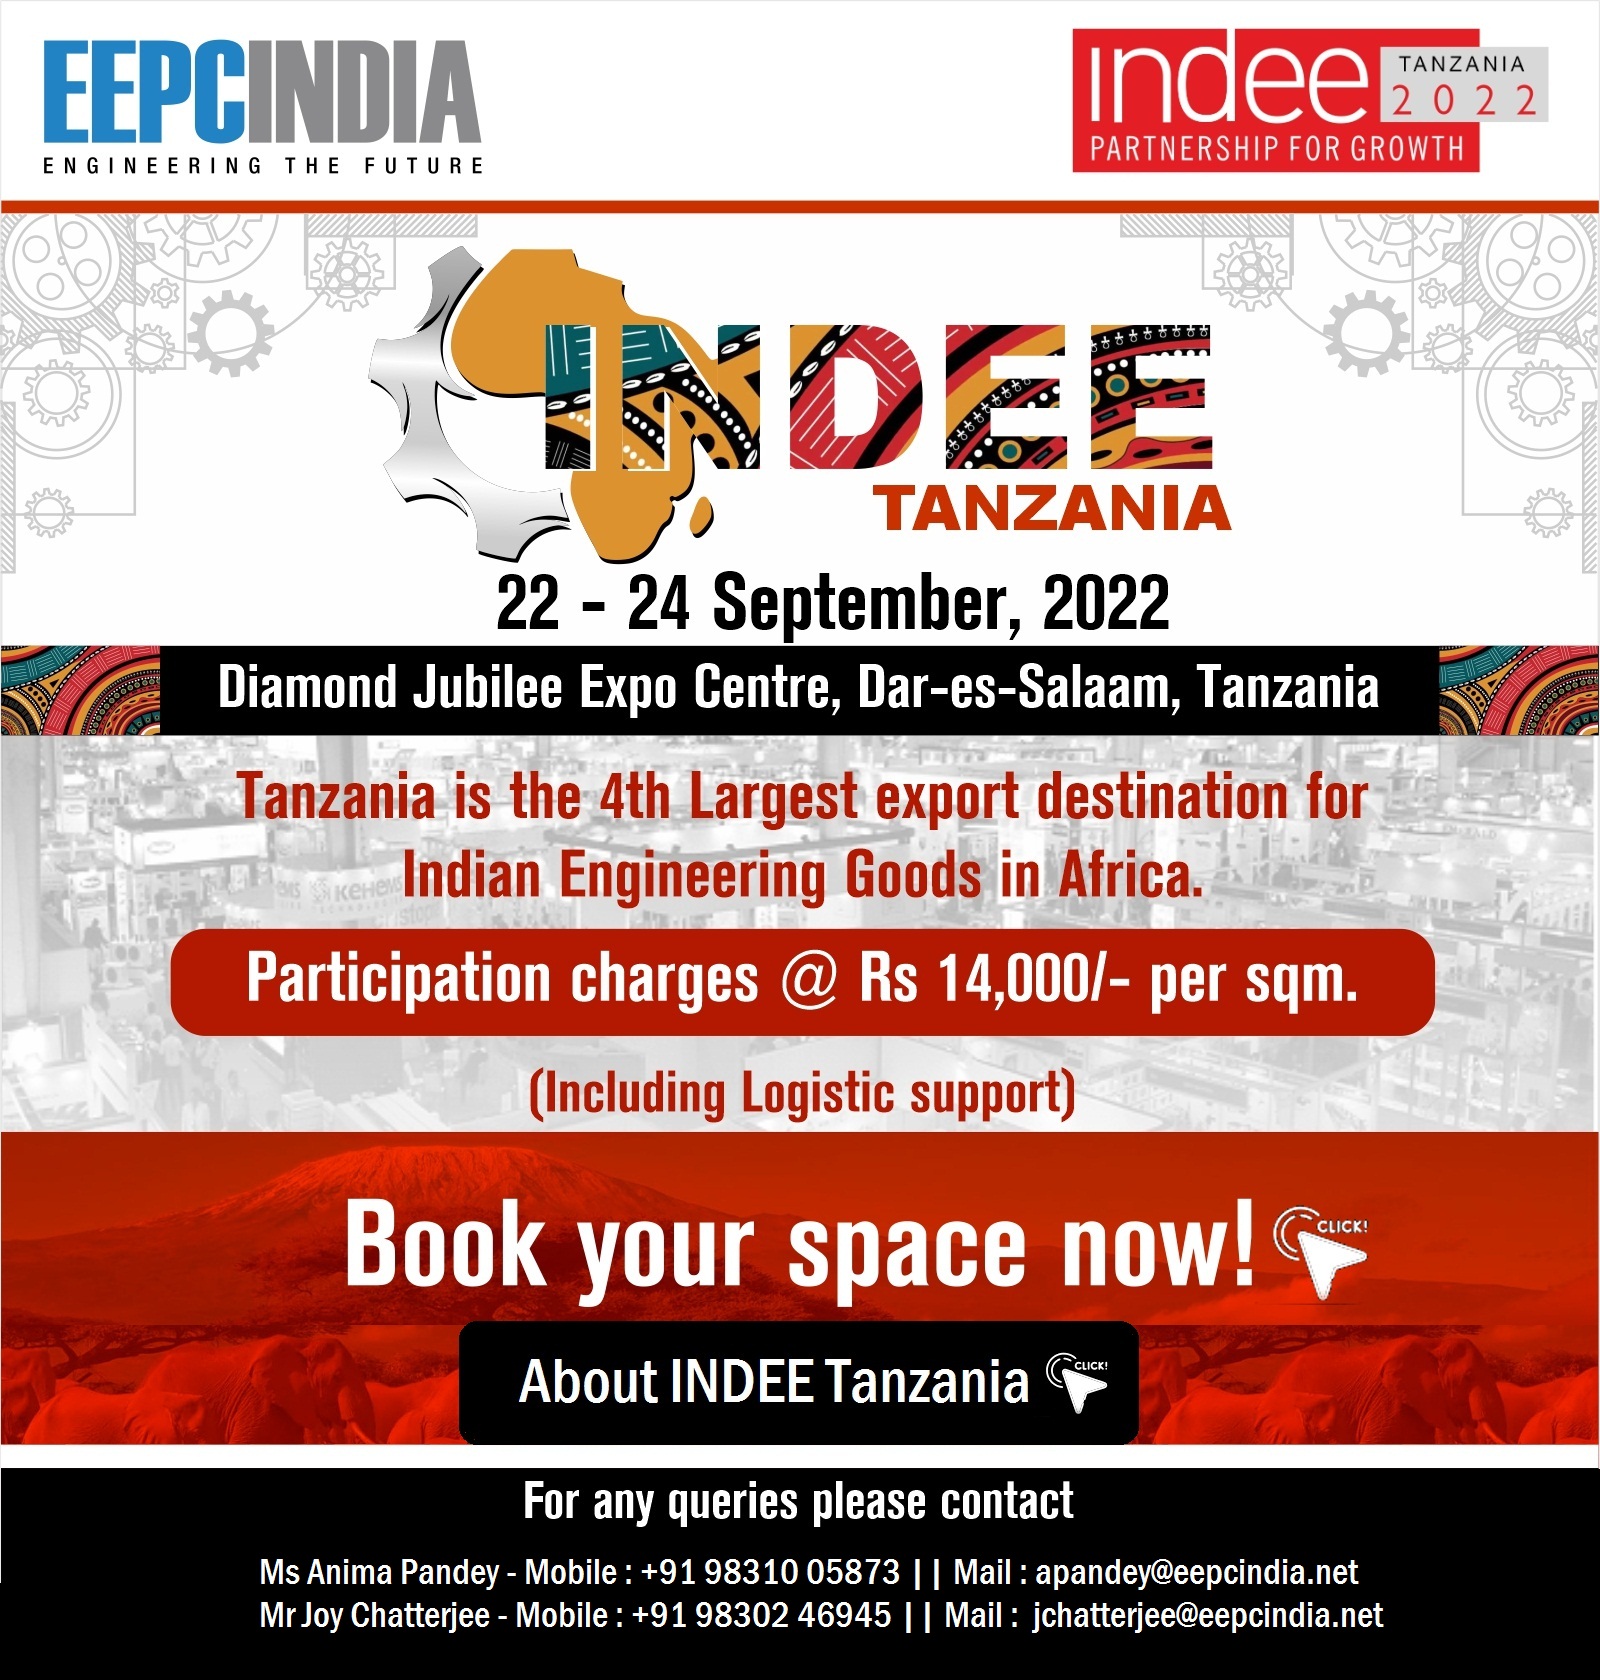 EEPCINDIA
ENGINEERING THE FUTURE
indee
TANZANIA
2022
PARTNERSHIP FOR GROWTH
INDEE
TANZANIA
22 - 24 September, 2022
Diamond Jubilee Expo Centre, Dar-es-Salaam, Tanzania
Tanzania is the 4th Largest export destination for
Indian Engineering Goods in Africa.
Participation charges @ Rs 14,000/- per sqm.
(Including Logistic support)
Book your space now!
CLICK!
About INDEE Tanzania
CLICK!
For any queries please contact
Ms Anima Pandey - Mobile : +91 98310 05873 || Mail : apandey@eepcindia.net
Mr Joy Chatterjee - Mobile : +91 98302 46945 || Mail : jchatterjee@eepcindia.net